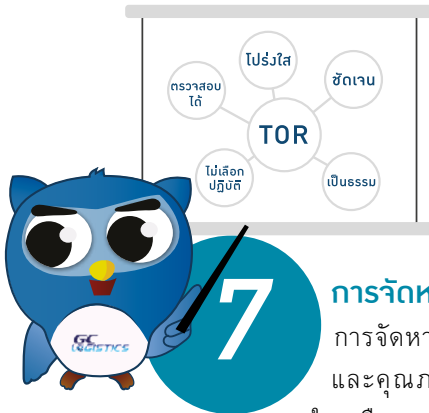 โปร่งใส
ตรวจสอบ
ได้
ชัดเจน
TOR
ไม่เลือก
ปฏิบัติ
เป็นธรรม
GC
LOGISTICS
7
การจัดห
การจัดหา
และคุณภ